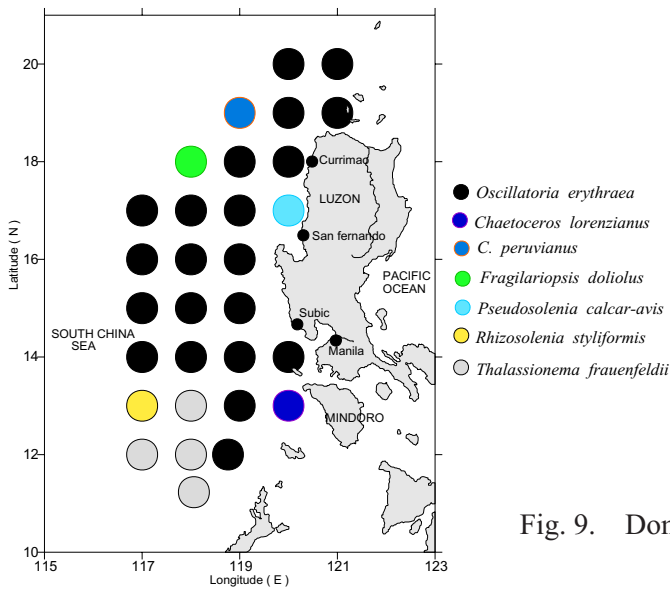 20
18
16
14
12
10
Latitude ( N )
115
117
119
121
123
Longitude ( E )
Currimao
LUZON
San fernando
PACIFIC
OCEAN
Subic
SOUTH CHINA
SEA
Manila
MINDORO
Oscillatoria erythraea
Chaetoceros lorenzianus
C. peruvianus
Fragilariopsis doliolus
Pseudosolenia calcar-avis
Rhizosolenia styliformis
Thalassionema frauenfeldii
Fig. 9.